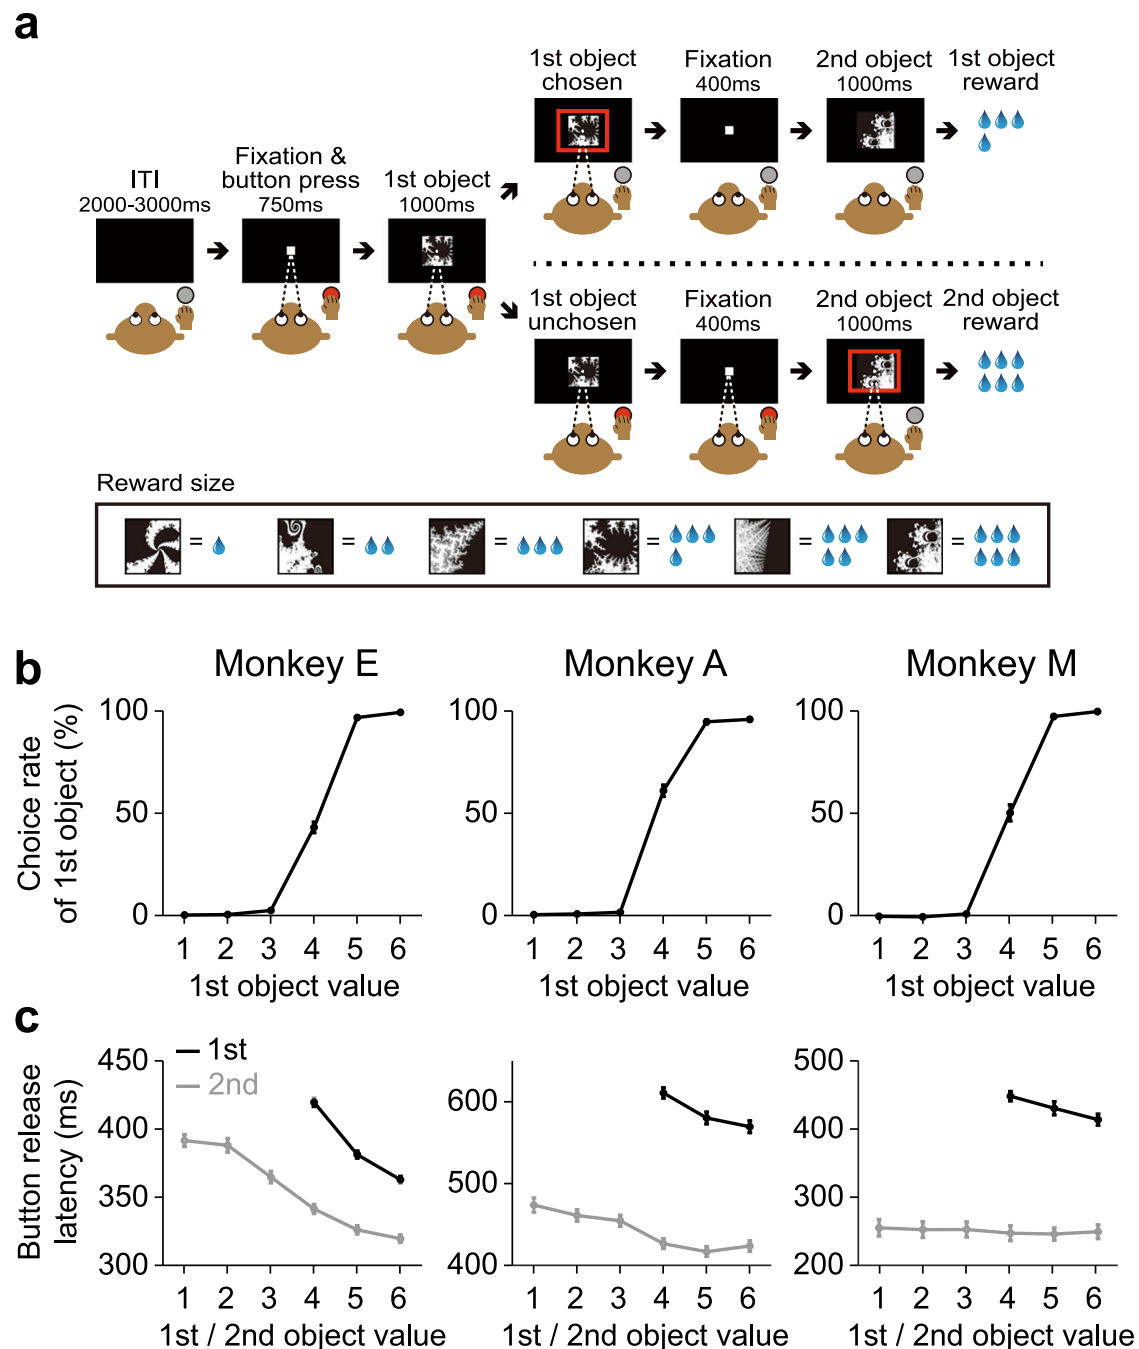 a
ITI
2000-3000ms
Fixation &
button press
750ms
1st object
1000ms
1st object
chosen
Fixation
400ms
2nd object
1000ms
1st object
reward
1st object
unchosen
Fixation
400ms
2nd object
1000ms
2nd object
reward
Reward size
= = = = = =
b
Monkey E
Monkey A
Monkey M
Choice rate
of 1st object (%)
100
50
0
1 2 3 4 5 6
1st object value
100
50
0
1 2 3 4 5 6
1st object value
100
50
0
1 2 3 4 5 6
1st object value
c
Button release
latency (ms)
1st
2nd
450
400
350
300
1 2 3 4 5 6
1st / 2nd object value
600
500
400
1 2 3 4 5 6
1st / 2nd object value
500
400
300
200
1 2 3 4 5 6
1st / 2nd object value